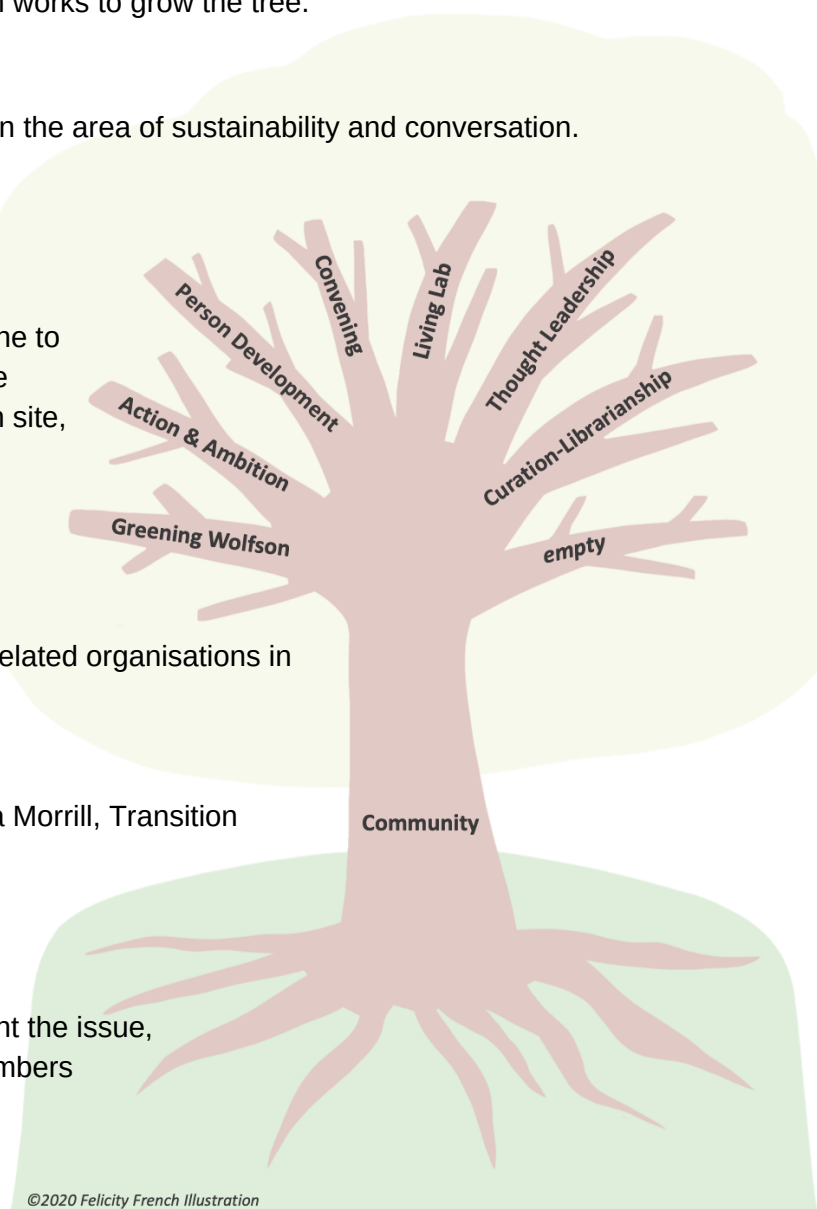 works to grow the tree.
n the area of sustainability and conversation.
Convening
Living Lab
Thought Leadership
Person Development
ne to
e
site,
Action & Ambition
Curation-Librarianship
Greening Wolfson
empty
elated organisations in
Community
a Morrill, Transition
nt the issue,
mbers
©2020 Felicity French Illustration